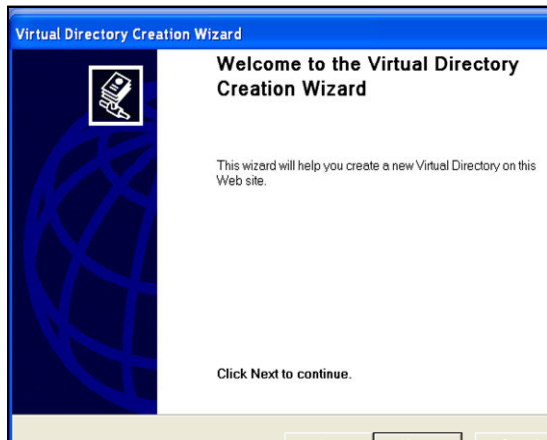 Virtual Directory Creation Wizard
Welcome to the Virtual Directory
Creation Wizard
This wizard will help you create a new Virtual Directory on this
Web site.
Click Next to continue.